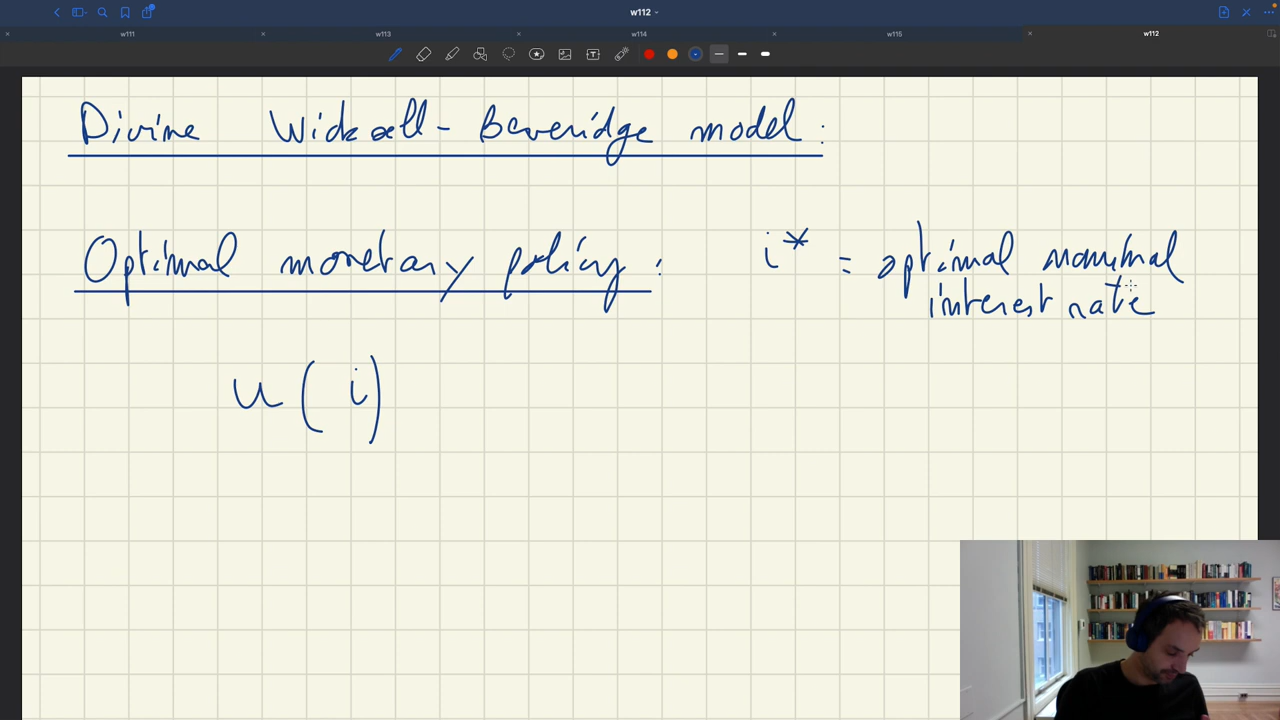 w112
w111
w113
w114
w115
w112
Divine Wicksell-Beveridge model:
Optimal monetary policy:
i* = optimal nominal
interest rate
u( i)